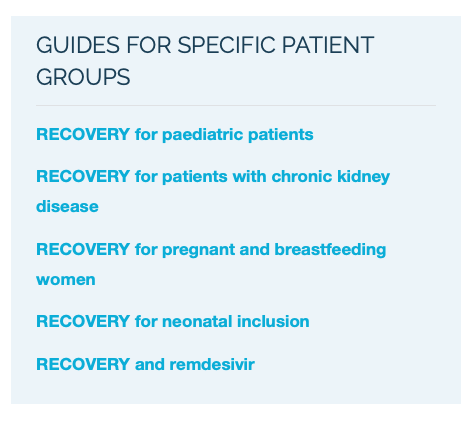 GUIDES FOR SPECIFIC PATIENT
GROUPS
RECOVERY for paediatric patients
RECOVERY for patients with chronic kidney
disease
RECOVERY for pregnant and breastfeeding
women
RECOVERY for neonatal inclusion
RECOVERY and remdesivir